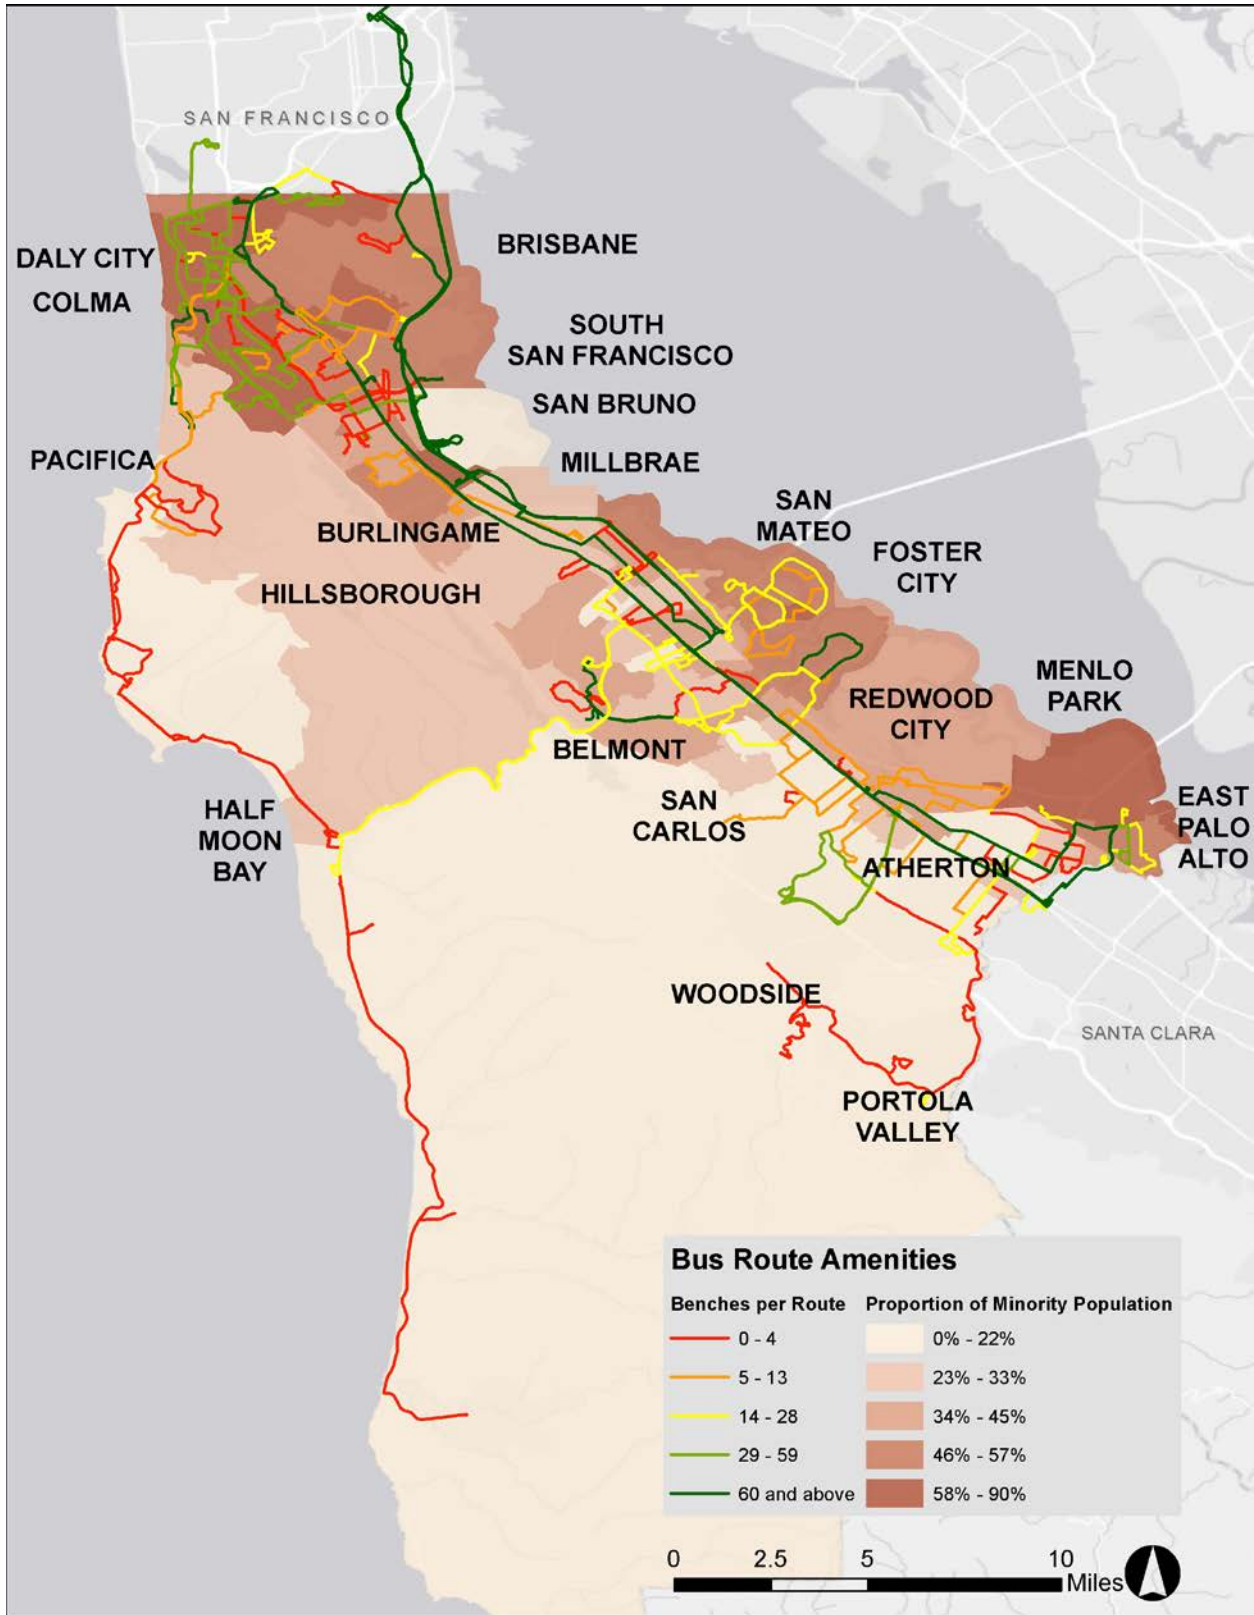 SAN FRANCISCO
BRISBANE
DALY CITY
COLMA
SOUTH
SAN FRANCISCO
SAN BRUNO
PACIFICA
MILLBRAE
SAN
MATEO
BURLINGAME
FOSTER
CITY
HILLSBOROUGH
MENLO
PARK
REDWOOD
CITY
BELMONT
SAN
CARLOS
HALF
MOON
BAY
EAST
PALO
ALTO
ATHERTON
WOODSIDE
SANTA CLARA
PORTOLA
VALLEY
Bus Route Amenities
Benches per Route Proportion of Minority Population
0 - 4 0% - 22%
5 - 13 23% - 33%
14 - 28 34% - 45%
29 - 59 46% - 57%
60 and above 58% - 90%
0 2.5 5 10
Miles